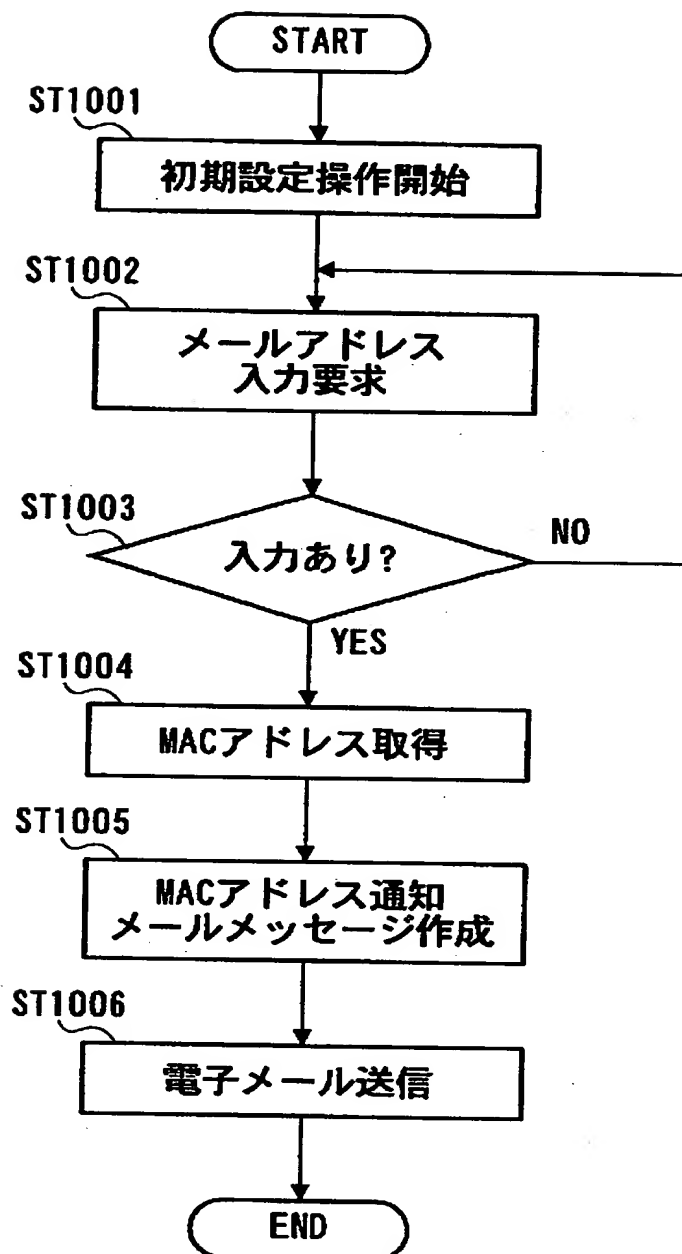 START
ST1001
初期設定操作開始
ST1002
メールアドレス
入力要求
ST1003
入力あり?
NO
YES
ST1004
MACアドレス取得
ST1005
MACアドレス通知
メールメッセージ作成
ST1006
電子メール送信
END